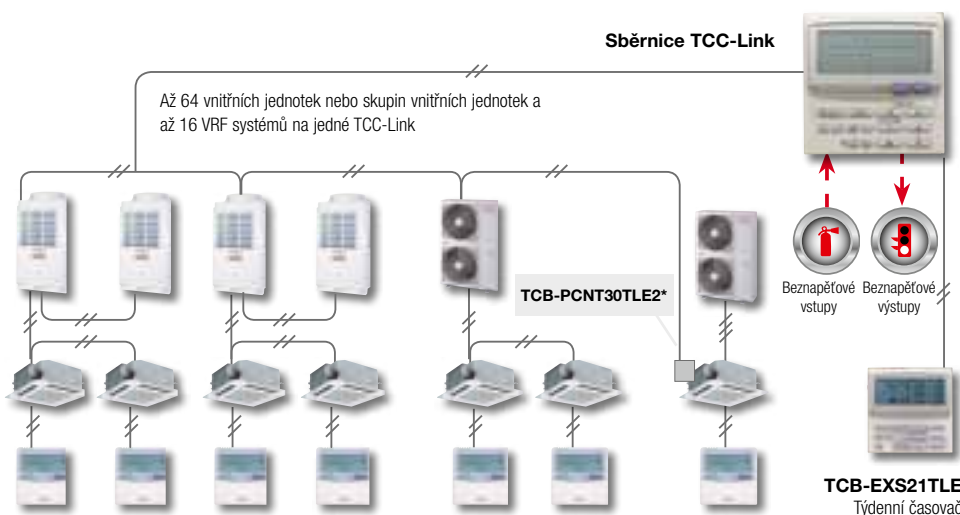 Sběrnice TCC-Link
Až 64 vnitřních jednotek nebo skupin vnitřních jednotek a
až 16 VRF systémů na jedné TCC-Link
TCB-PCNT30TLE2*
Beznapěťové
vstupy
Beznapěťové
výstupy
TCB-EXS21TLE
Týdenní časovač